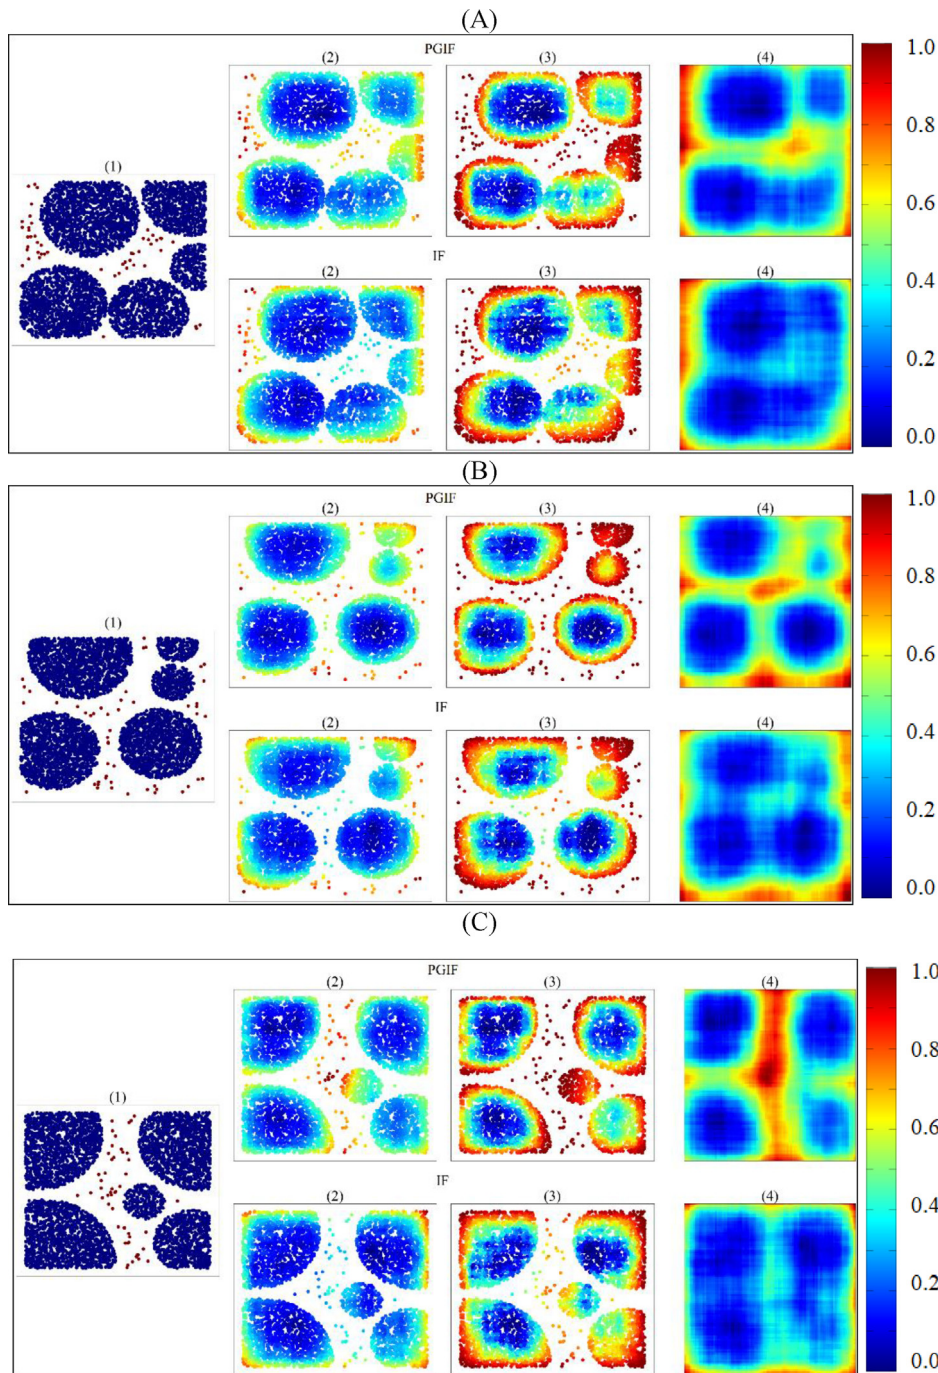 (A)
PGIF
(2) (3) (4)
(1)
IF
(2) (3) (4)
1.0
0.8
0.6
0.4
0.2
0.0
(B)
PGIF
(2) (3) (4)
(1)
IF
(2) (3) (4)
1.0
0.8
0.6
0.4
0.2
0.0
(C)
PGIF
(2) (3) (4)
(1)
IF
(2) (3) (4)
1.0
0.8
0.6
0.4
0.2
0.0